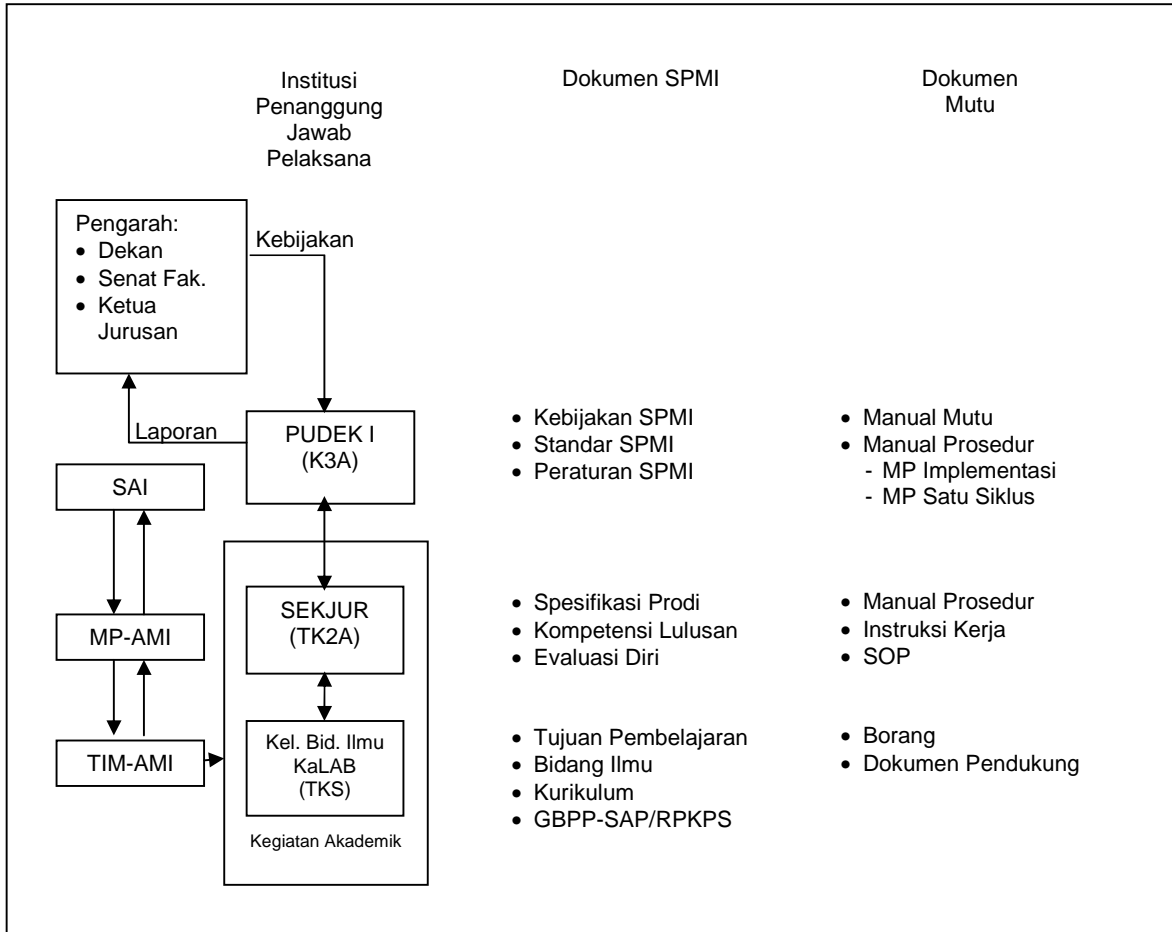 Institusi
Penanggung
Jawab
Pelaksana
Dokumen SPMI
Dokumen
Mutu
Pengarah:
• Dekan
• Senat Fak.
• Ketua
Jurusan
Kebijakan
Laporan
PUDEK I
(K3A)
• Kebijakan SPMI
• Standar SPMI
• Peraturan SPMI
• Manual Mutu
• Manual Prosedur
- MP Implementasi
- MP Satu Siklus
SAI
MP-AMI
TIM-AMI
SEKJUR
(TK2A)
• Spesifikasi Prodi
• Kompetensi Lulusan
• Evaluasi Diri
• Manual Prosedur
• Instruksi Kerja
• SOP
Kel. Bid. Ilmu
KaLAB
(TKS)
Kegiatan Akademik
• Tujuan Pembelajaran
• Bidang Ilmu
• Kurikulum
• GBPP-SAP/RPKPS
• Borang
• Dokumen Pendukung